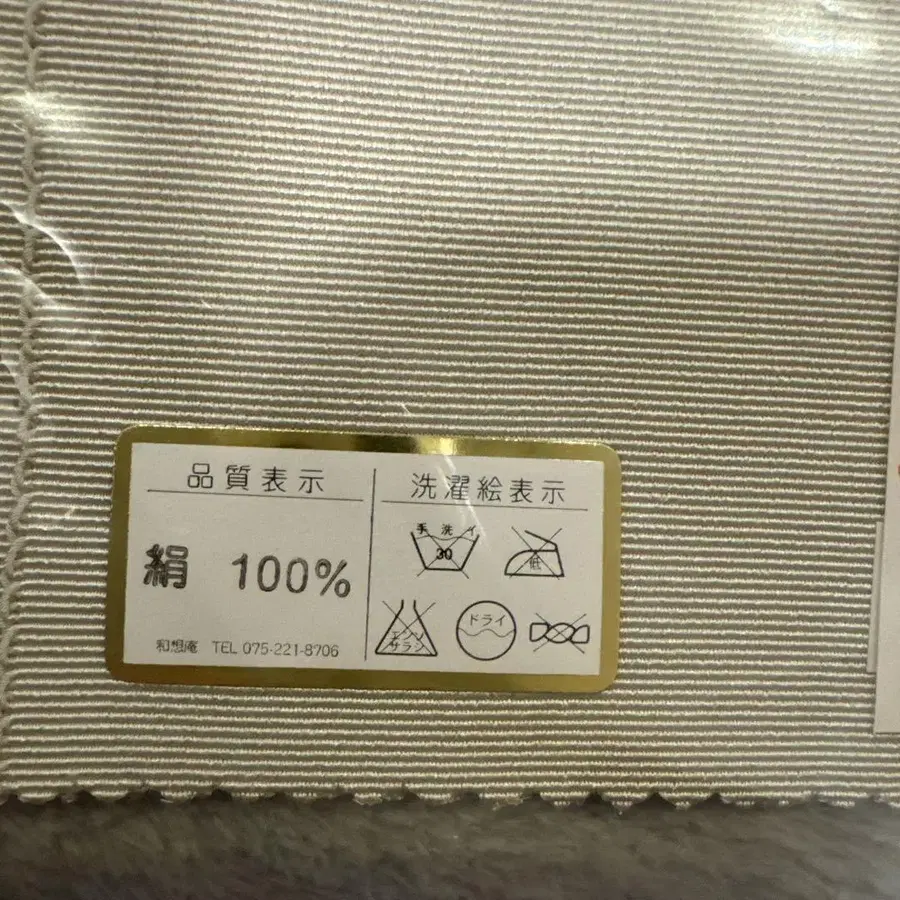 品質表示
絹 100%
和想庵 TEL 075-221-8706
洗濯絵表示
手洗イ
30
低
エンソ
サラシ
ドライ